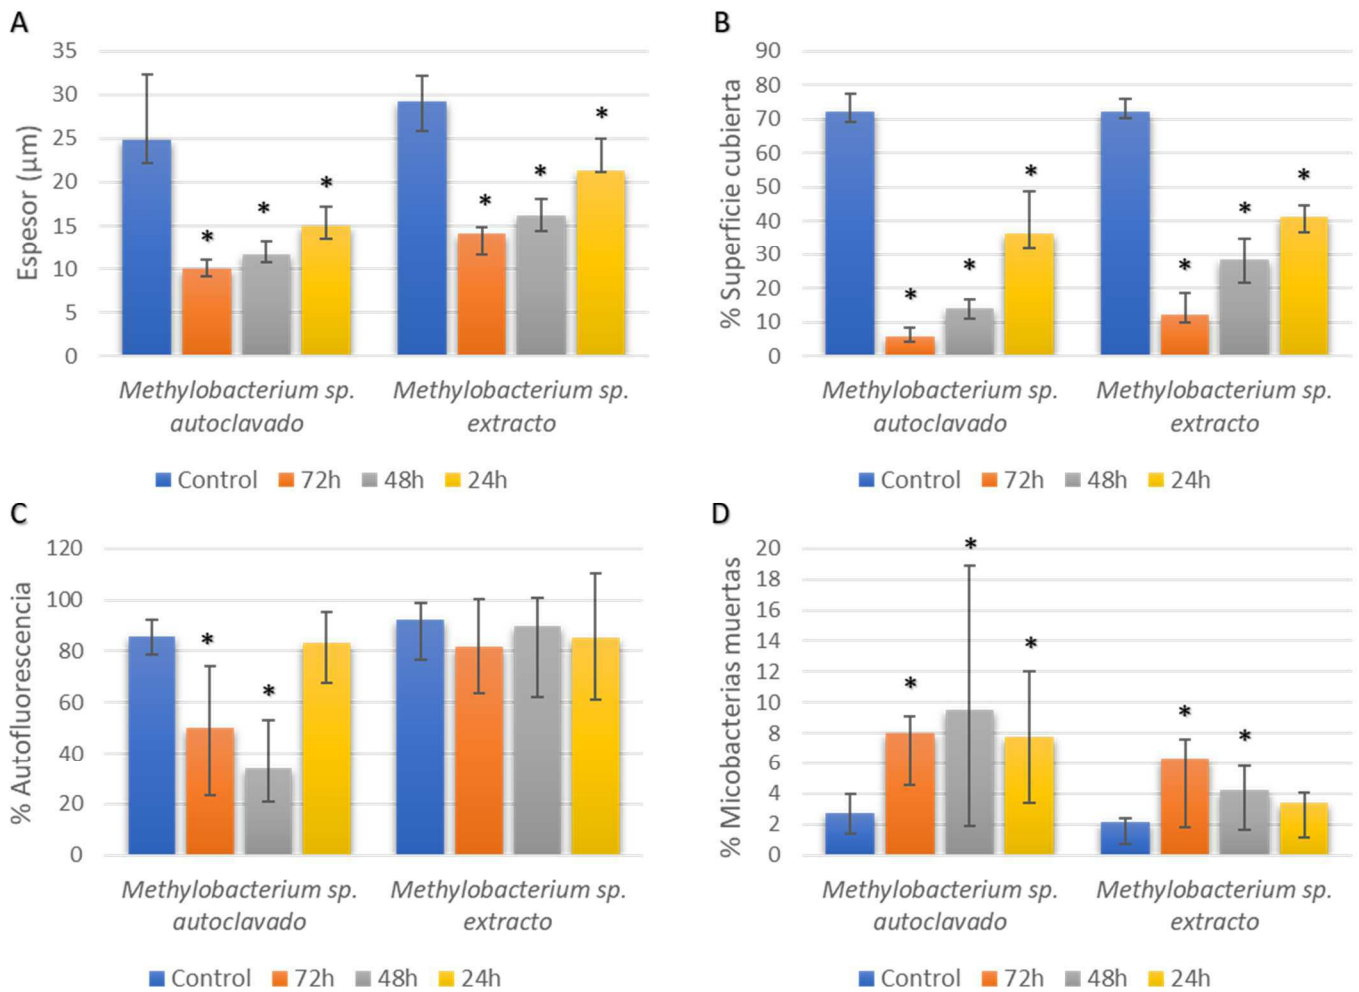 A
Espesor (µm)
35
30
25
20
15
10
5
0
* * * * * *
Methylobacterium sp. autoclavado
Methylobacterium sp. extracto
Control 72h 48h 24h
B
% Superficie cubierta
90
80
70
60
50
40
30
20
10
0
* * * * * *
Methylobacterium sp. autoclavado
Methylobacterium sp. extracto
Control 72h 48h 24h
C
% Autofluorescencia
120
100
80
60
40
20
0
* *
Methylobacterium sp. autoclavado
Methylobacterium sp. extracto
Control 72h 48h 24h
D
% Micobacterias muertas
20
18
16
14
12
10
8
6
4
2
0
* * * * *
Methylobacterium sp. autoclavado
Methylobacterium sp. extracto
Control 72h 48h 24h